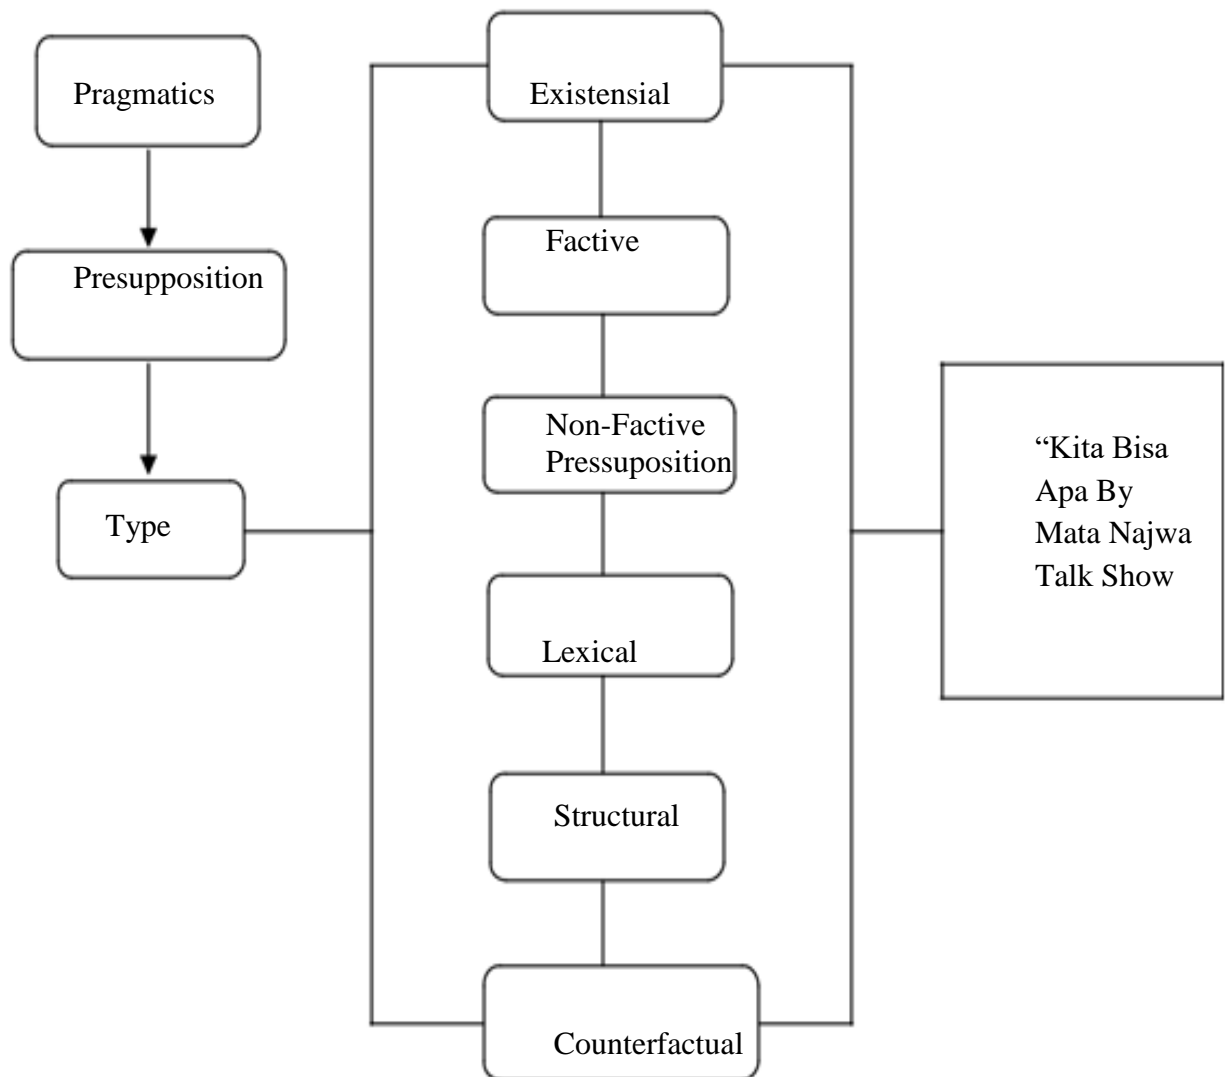 Pragmatics
Presupposition
Type
Existensial
Factive
Non-Factive
Pressuposition
Lexical
Structural
Counterfactual
“Kita Bisa
Apa By
Mata Najwa
Talk Show